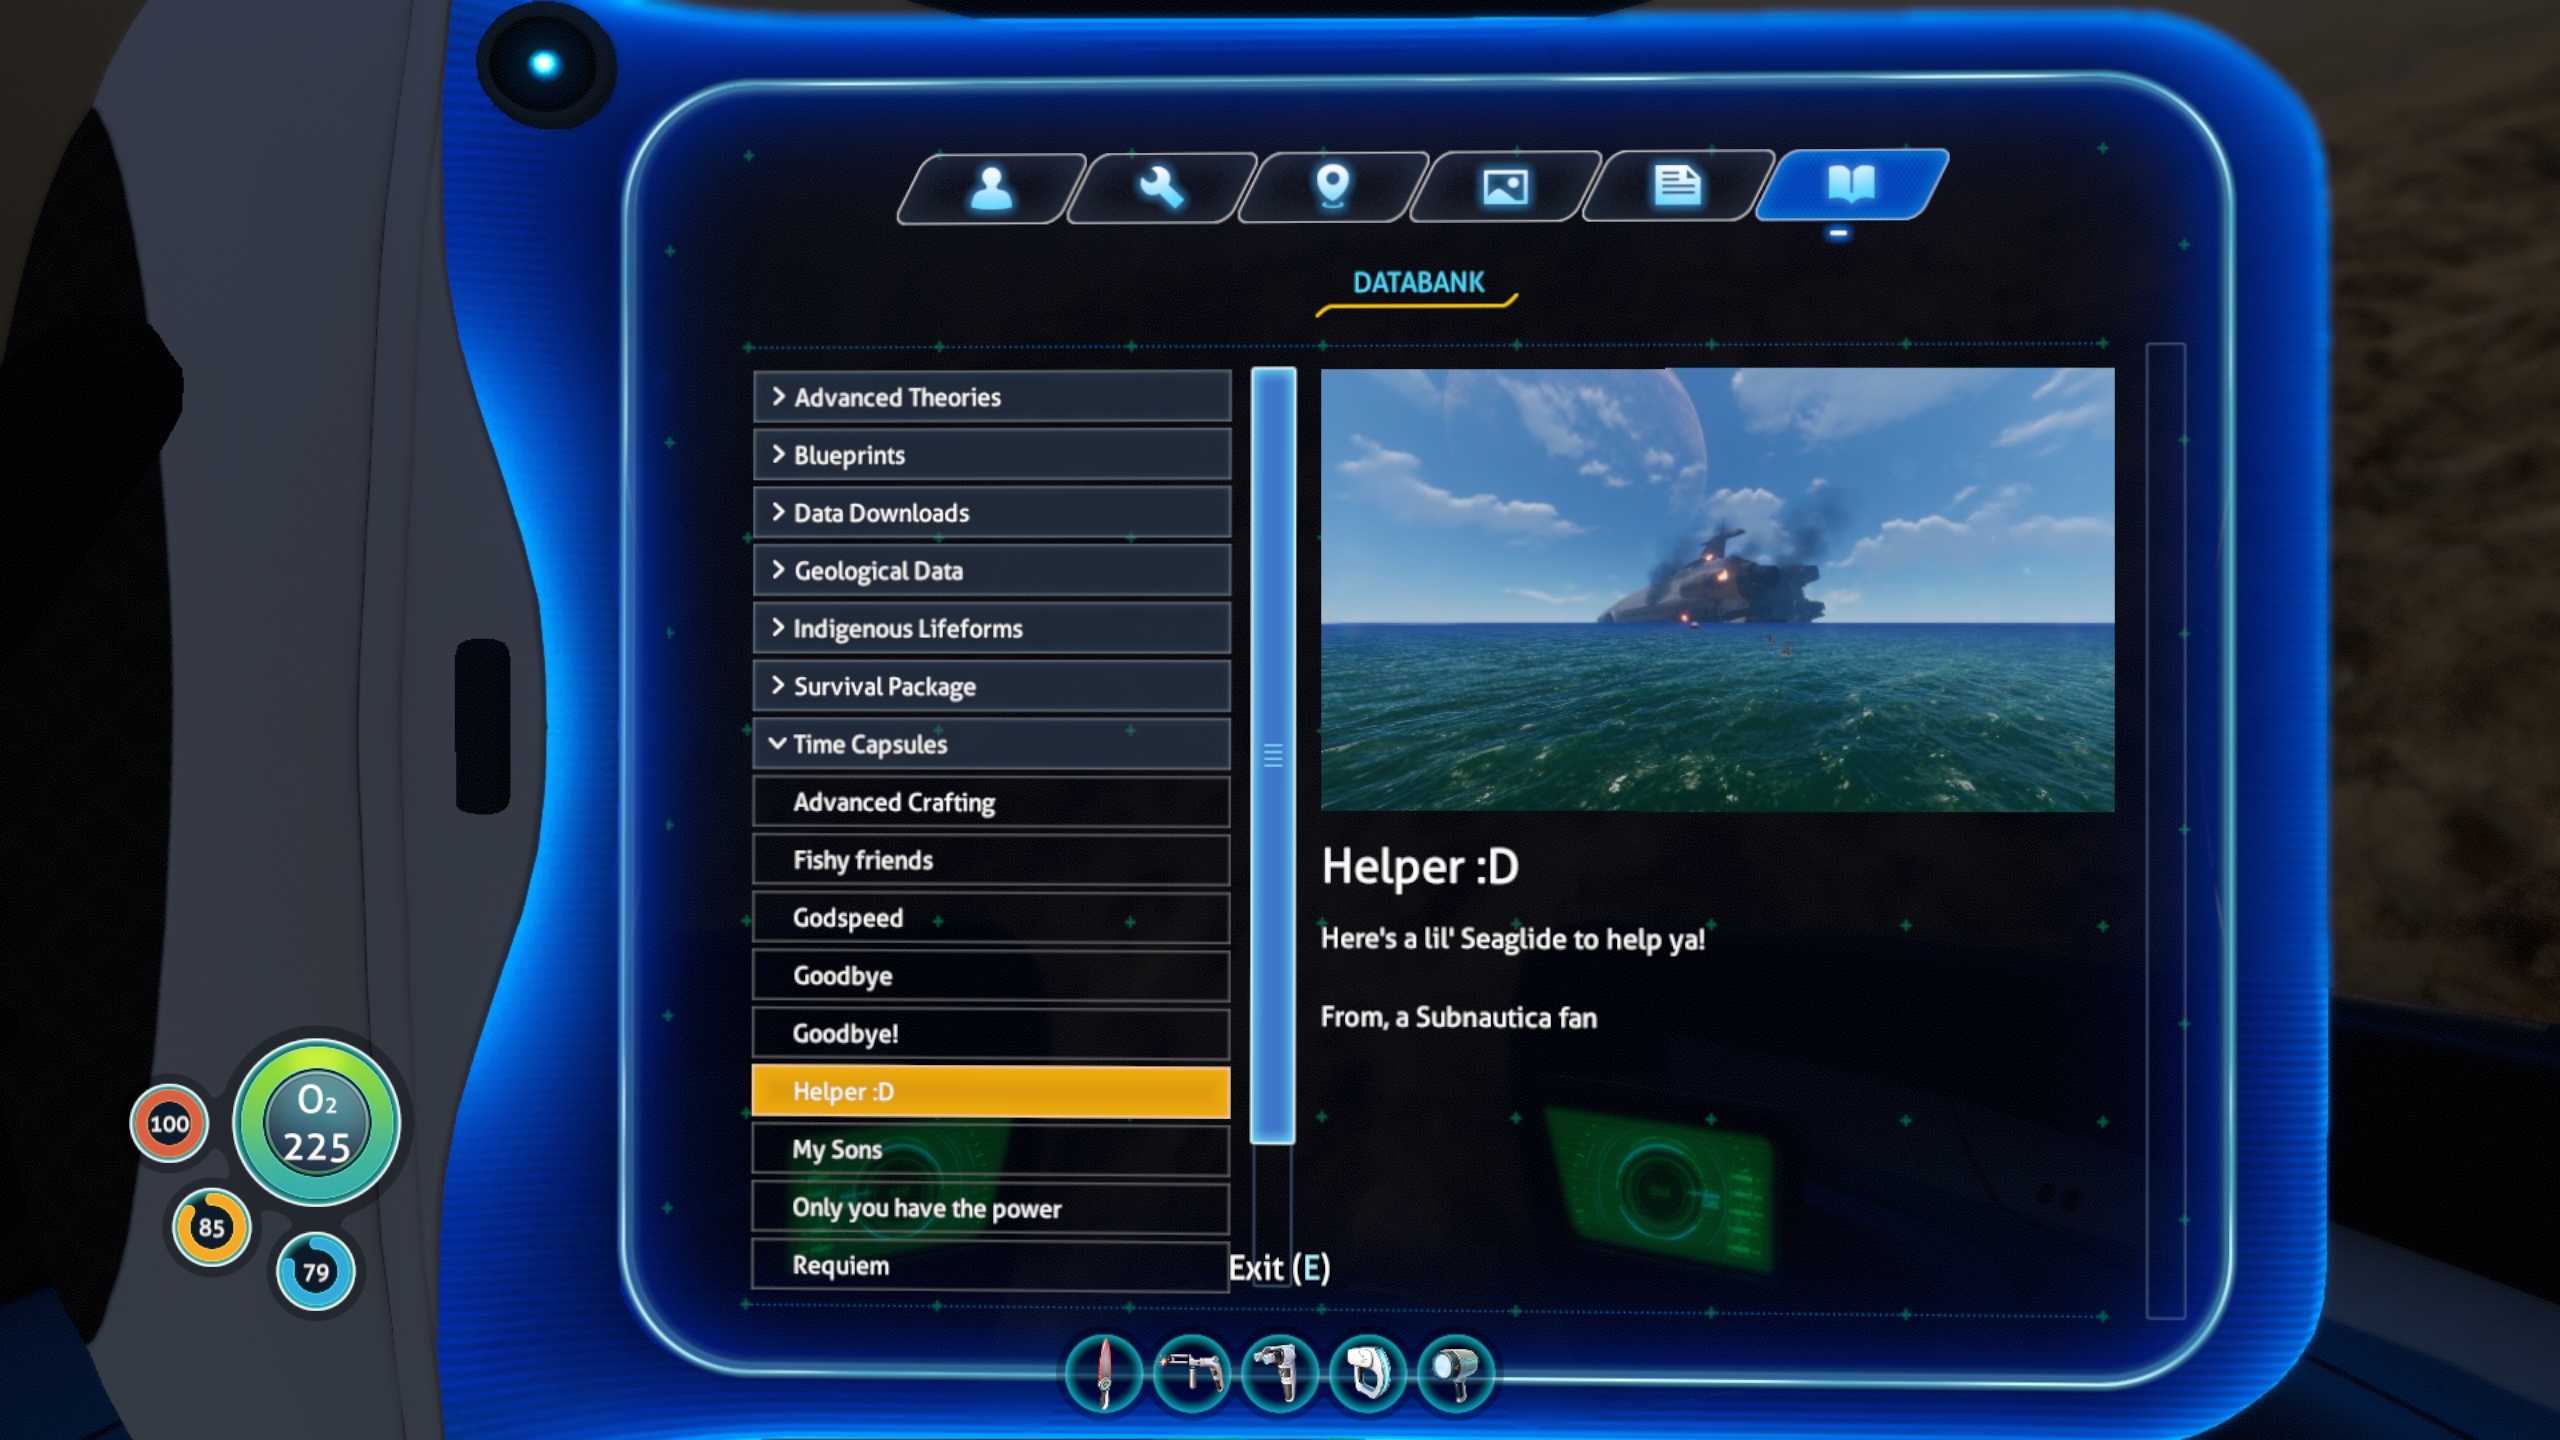 DATABANK
Advanced Theories
Blueprints
Data Downloads
Geological Data
Indigenous Lifeforms
Survival Package
Time Capsules
Advanced Crafting
Fishy friends
Godspeed
Goodbye
Goodbye!
Helper :D
My Sons
Only you have the power
Requiem
Helper :D
Here's a lil' Seaglide to help ya!
From, a Subnautica fan
Exit (E)
O₂
225
100
85
79